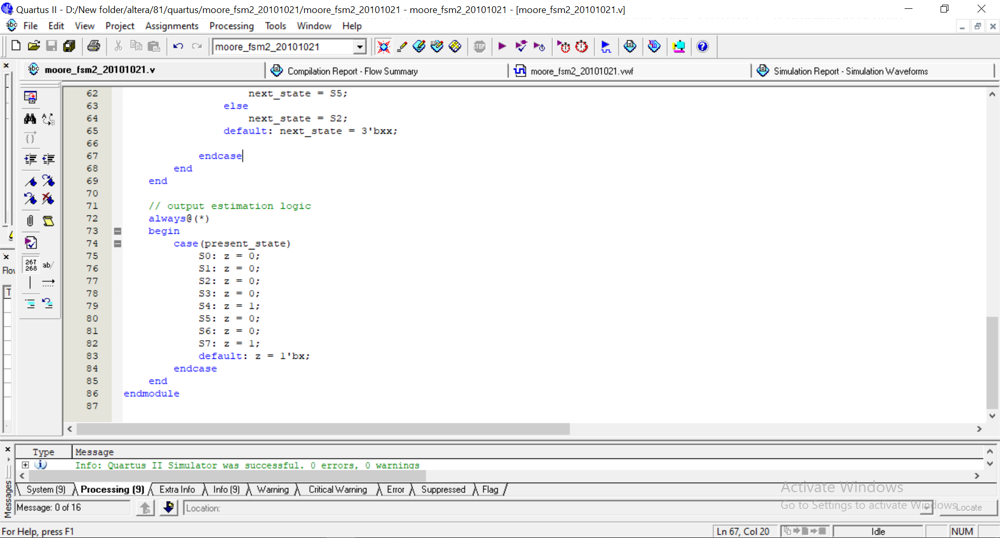 Quartus II - D:/New folder/altera/81/quartus/moore_fsm2_20101021/moore_fsm2_20101021 - moore_fsm2_20101021 - [moore_fsm2_20101021.v]
File Edit View Project Assignments Processing Tools Window Help
moore_fsm2_20101021
moore_fsm2_20101021.v Compilation Report - Flow Summary moore_fsm2_20101021.vwf Simulation Report - Simulation Waveforms
62 next_state = S5;
63 else
64 next_state = S2;
65 default: next_state = 3'bxx;
66
67 endcase
68 end
69 end
70
71 // output estimation logic
72 always@(*)
73 begin
74 case(present_state)
75 S0: z = 0;
76 S1: z = 0;
77 S2: z = 0;
78 S3: z = 0;
79 S4: z = 1;
80 S5: z = 0;
81 S6: z = 0;
82 S7: z = 1;
83 default: z = 1'bx;
84 endcase
85 end
86 endmodule
87
267
268
ab/
Flo
T
Type Message
Info: Quartus II Simulator was successful. 0 errors, 0 warnings
System (9) Processing (9) Extra Info Info (9) Warning Critical Warning Error Suppressed Flag
Messages
Message: 0 of 16 Location: Locate
Activate Windows
Go to Settings to activate Windows.
For Help, press F1 Ln 67, Col 20 Idle NUM